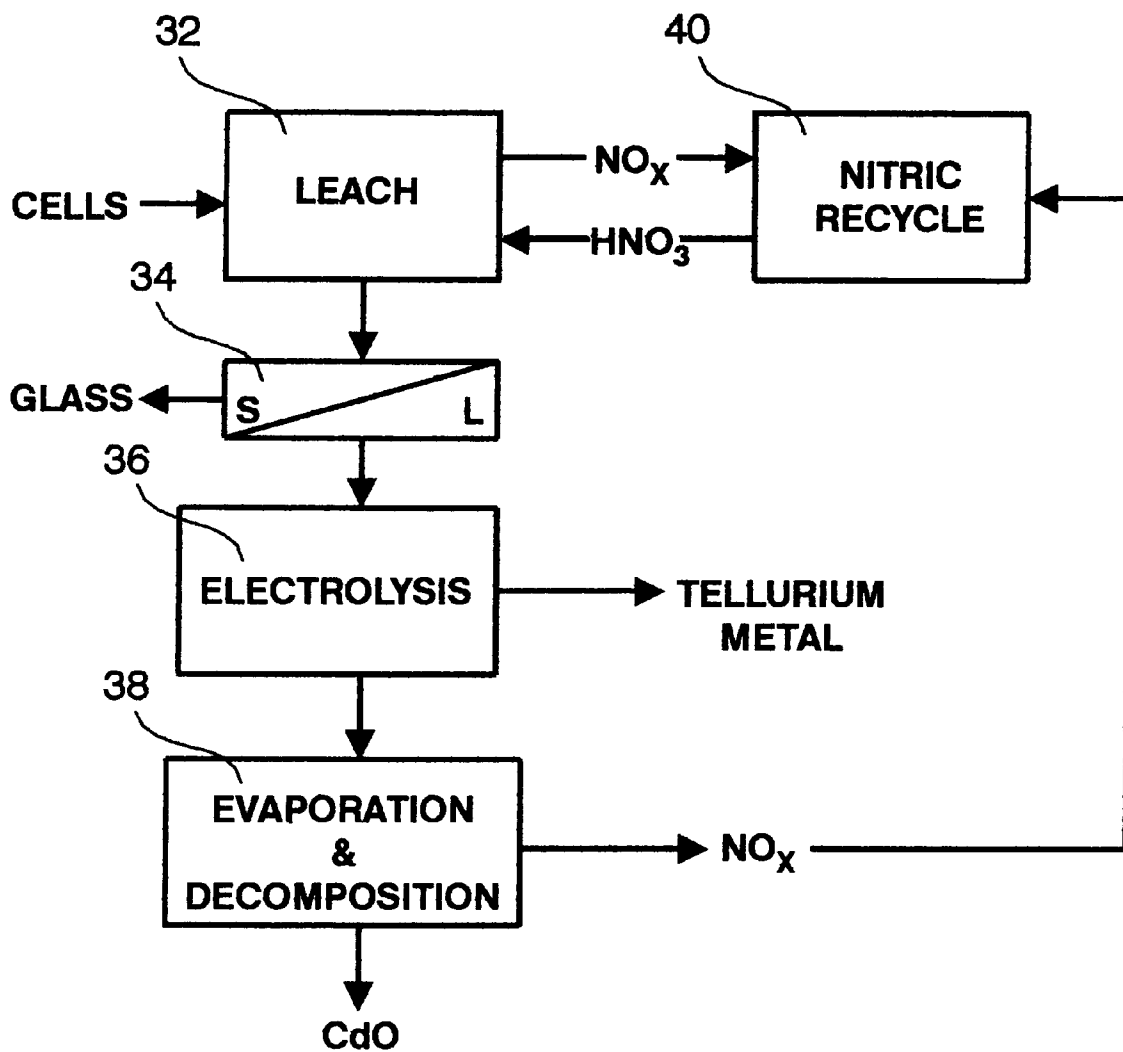 32
40
LEACH
NOX
NITRIC
RECYCLE
CELLS
HNO3
34
GLASS
S
L
36
ELECTROLYSIS
TELLURIUM
METAL
38
EVAPORATION
&
DECOMPOSITION
NOX
CdO